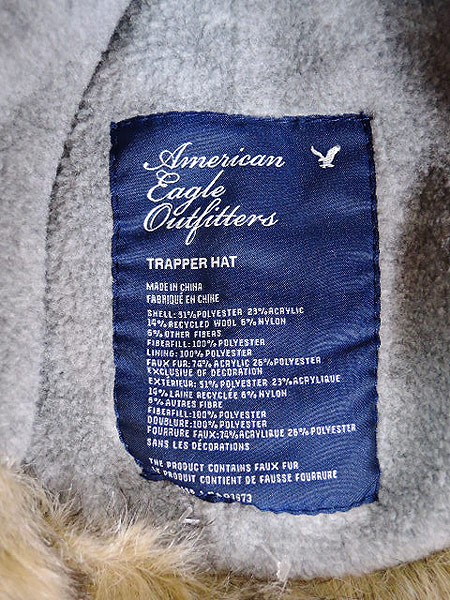 American
Eagle
Outfitters
TRAPPER HAT
MADE IN CHINA
FABRIQUÉ EN CHINE
SHELL: 51% POLYESTER 23% ACRYLIC
14% RECYCLED WOOL 6% NYLON
6% OTHER FIBERS
FIBERFILL: 100% POLYESTER
LINING: 100% POLYESTER
FAUX FUR: 74% ACRYLIC 26% POLYESTER
EXCLUSIVE OF DECORATION
EXTÉRIEUR: 51% POLYESTER 23% ACRYLIQUE
14% LAINE RECYCLÉE 6% NYLON
6% AUTRES FIBRE
FIBERFILL: 100% POLYESTER
DOUBLURE: 100% POLYESTER
FOURRURE FAUX: 74% ACRYLIQUE 26% POLYESTER
SANS LES DÉCORATIONS
THE PRODUCT CONTAINS FAUX FUR
LE PRODUIT CONTIENT DE FAUSSE FOURRURE